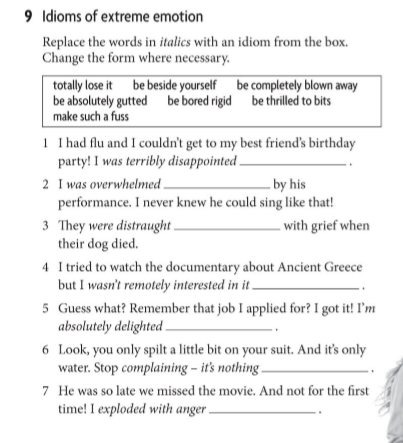 9 Idioms of extreme emotion
Replace the words in italics with an idiom from the box.
Change the form where necessary.
totally lose it be beside yourself be completely blown away
be absolutely gutted be bored rigid be thrilled to bits
make such a fuss
1 I had flu and I couldn't get to my best friend's birthday
party! I was terribly disappointed ____________ .
2 I was overwhelmed ____________ by his
performance. I never knew he could sing like that!
3 They were distraught ____________ with grief when
their dog died.
4 I tried to watch the documentary about Ancient Greece
but I wasn't remotely interested in it ____________ .
5 Guess what? Remember that job I applied for? I got it! I'm
absolutely delighted ____________ .
6 Look, you only spilt a little bit on your suit. And it's only
water. Stop complaining – it's nothing ____________ .
7 He was so late we missed the movie. And not for the first
time! I exploded with anger ____________ .